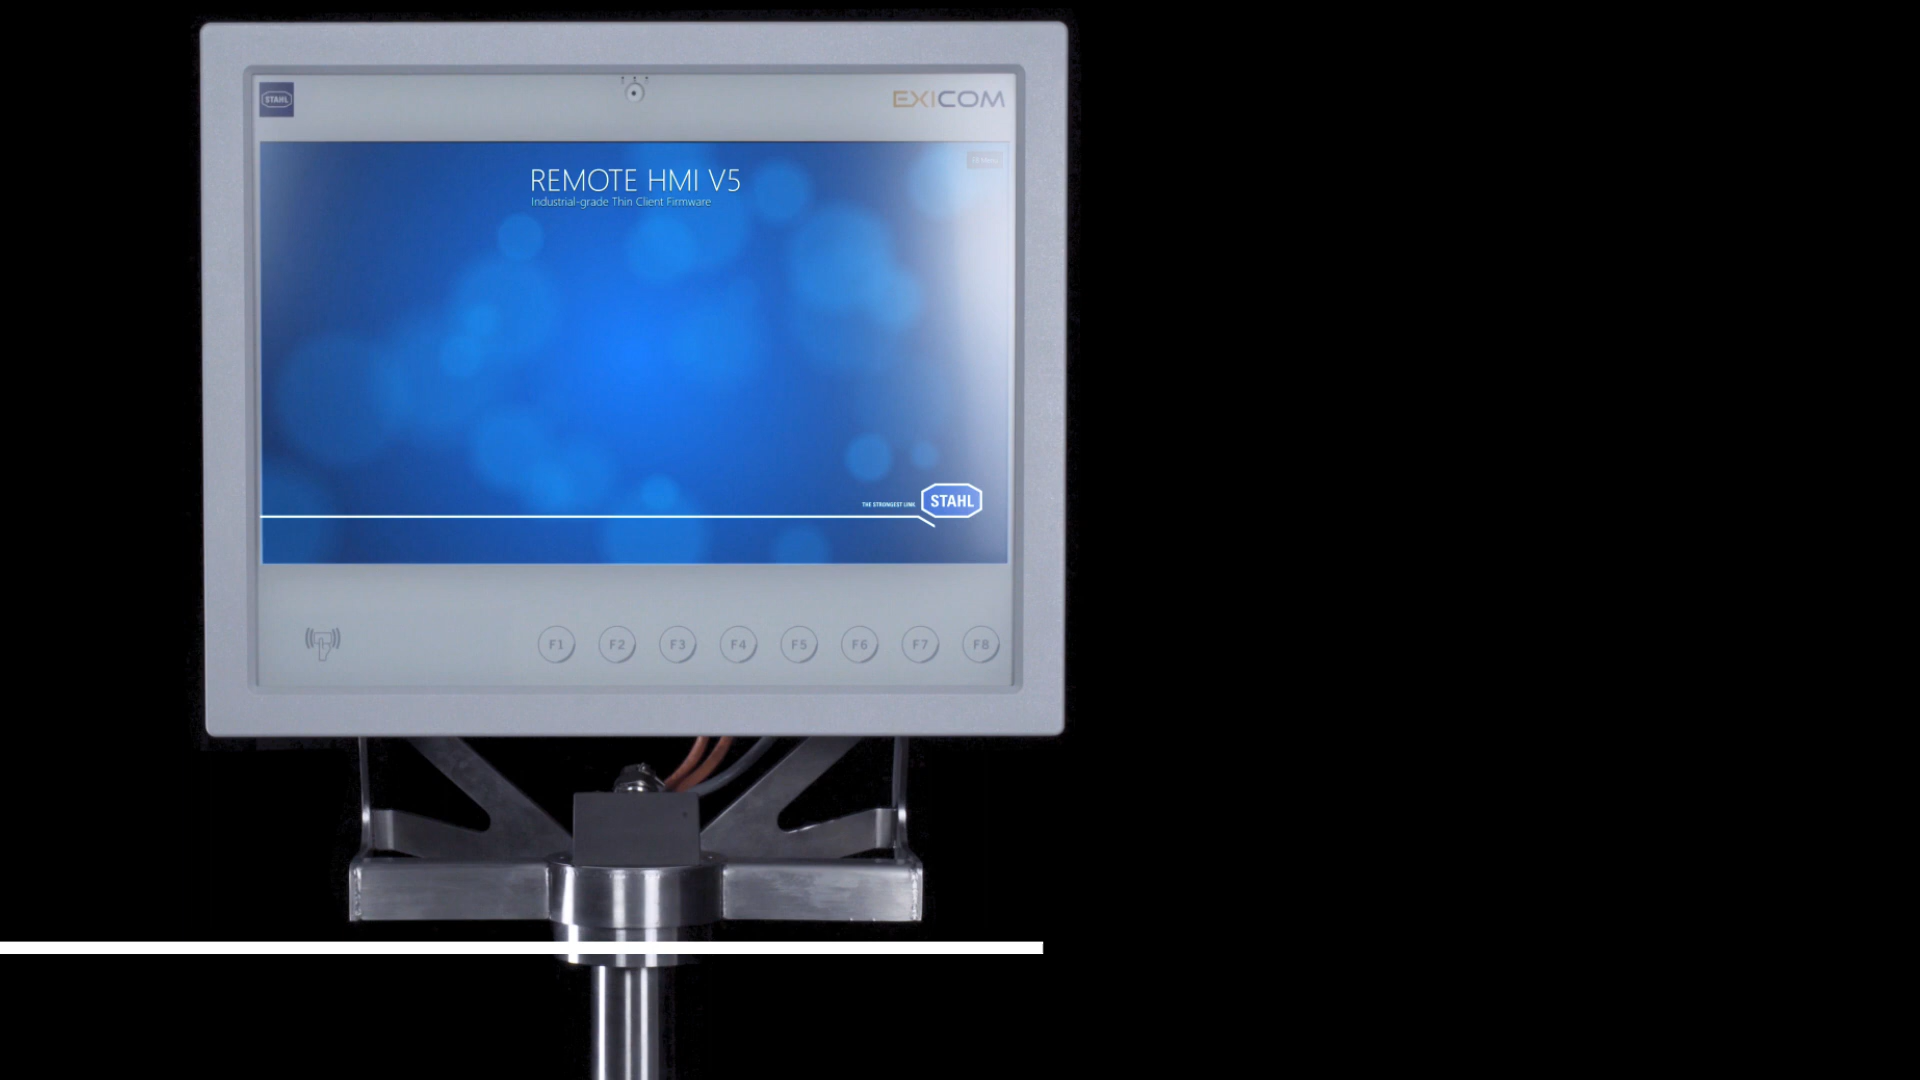 STAHL
EXICOM
REMOTE HMI V5
Industrial-grade Thin Client Firmware
THE STRONGEST LINK
STAHL
F1 F2 F3 F4 F5 F6 F7 F8